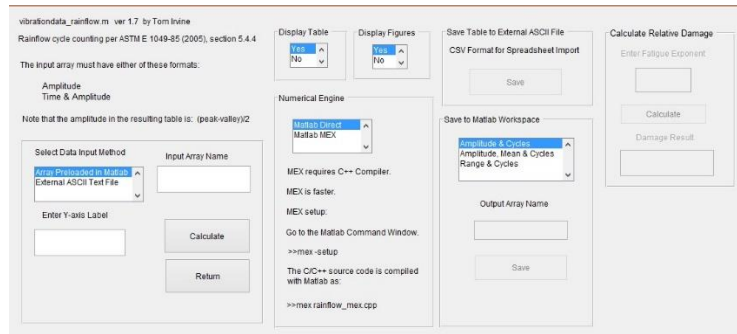 vibrationdata_rainflow.m ver 1.7 by Tom Irvine
Rainflow cycle counting per ASTM E 1049-85 (2005), section 5.4.4
The input array must have either of these formats:
Amplitude
Time & Amplitude
Note that the amplitude in the resulting table is: (peak-valley)/2
Select Data Input Method
Array Preloaded in Matlab
External ASCII Text File
Input Array Name
Enter Y-axis Label
Calculate
Return
Display Table
Yes
No
Display Figures
Yes
No
Numerical Engine
Matlab Direct
Matlab MEX
MEX requires C++ Compiler.
MEX is faster.
MEX setup:
Go to the Matlab Command Window.
>>mex -setup
The C/C++ source code is compiled
with Matlab as:
>>mex rainflow_mex.cpp
Save Table to External ASCII File
CSV Format for Spreadsheet Import
Save
Save to Matlab Workspace
Amplitude & Cycles
Amplitude, Mean & Cycles
Range & Cycles
Output Array Name
Save
Calculate Relative Damage
Enter Fatigue Exponent
Calculate
Damage Result